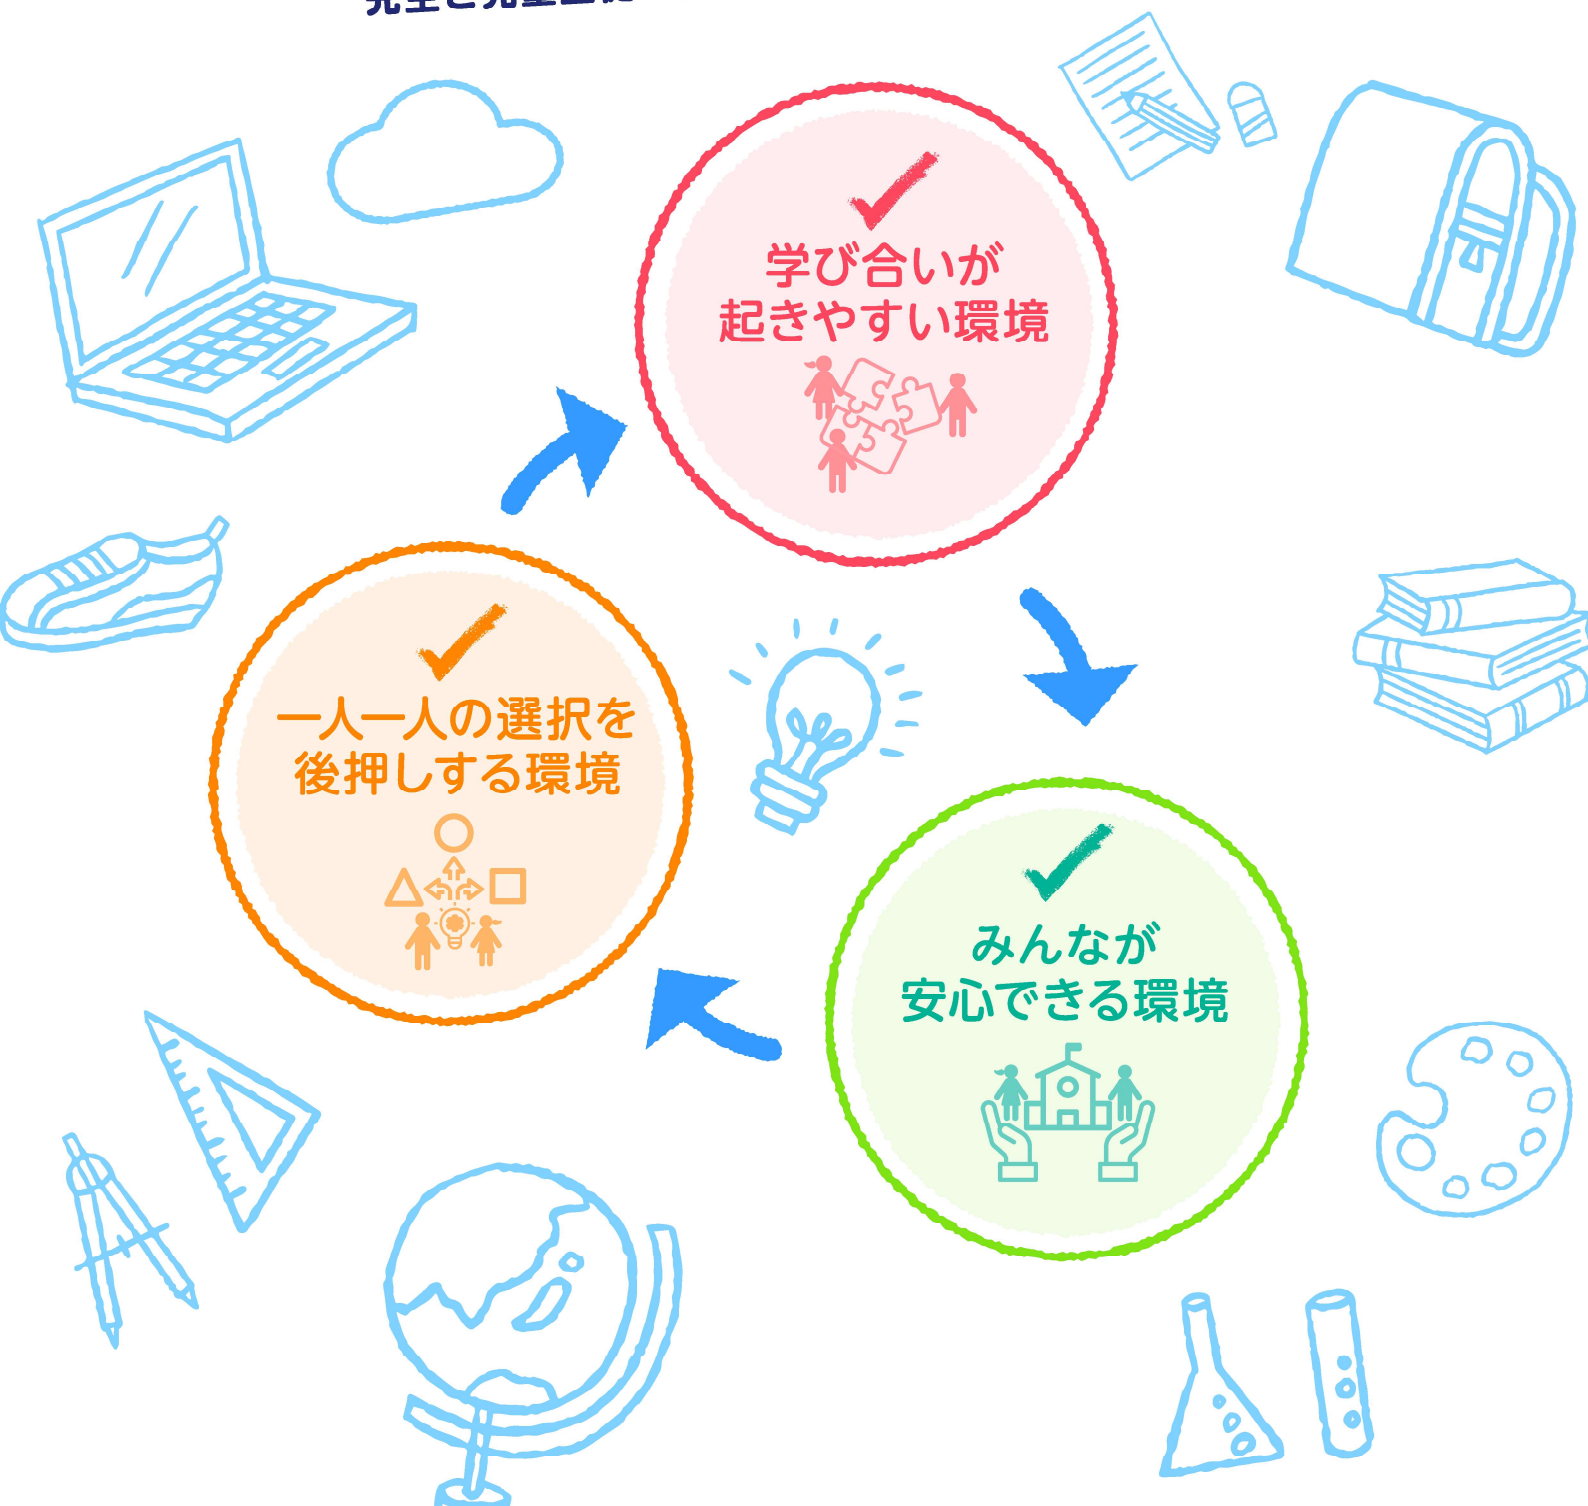 学び合いが
起きやすい環境
一人一人の選択を
後押しする環境
みんなが
安心できる環境